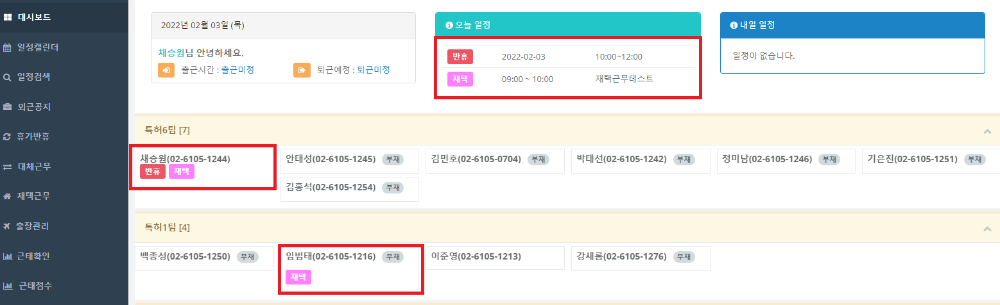 대시보드
일정캘린더
일정검색
외근공지
휴가반휴
대체근무
재택근무
출장관리
근태확인
근태점수
2022년 02월 03일 (목)
채승원님 안녕하세요.
출근시간 : 출근미정 퇴근예정 : 퇴근미정
오늘 일정
반휴 2022-02-03 10:00~12:00
재택 09:00 ~ 10:00 재택근무테스트
내일 일정
일정이 없습니다.
특허6팀 [7]
채승원(02-6105-1244)
반휴 재택
안태성(02-6105-1245) 부재
김민호(02-6105-0704) 부재
박태선(02-6105-1242) 부재
정미남(02-6105-1246) 부재
기은진(02-6105-1251) 부재
김홍석(02-6105-1254) 부재
특허1팀 [4]
백종성(02-6105-1250) 부재
임범태(02-6105-1216) 부재
재택
이준영(02-6105-1213)
강새롬(02-6105-1276) 부재